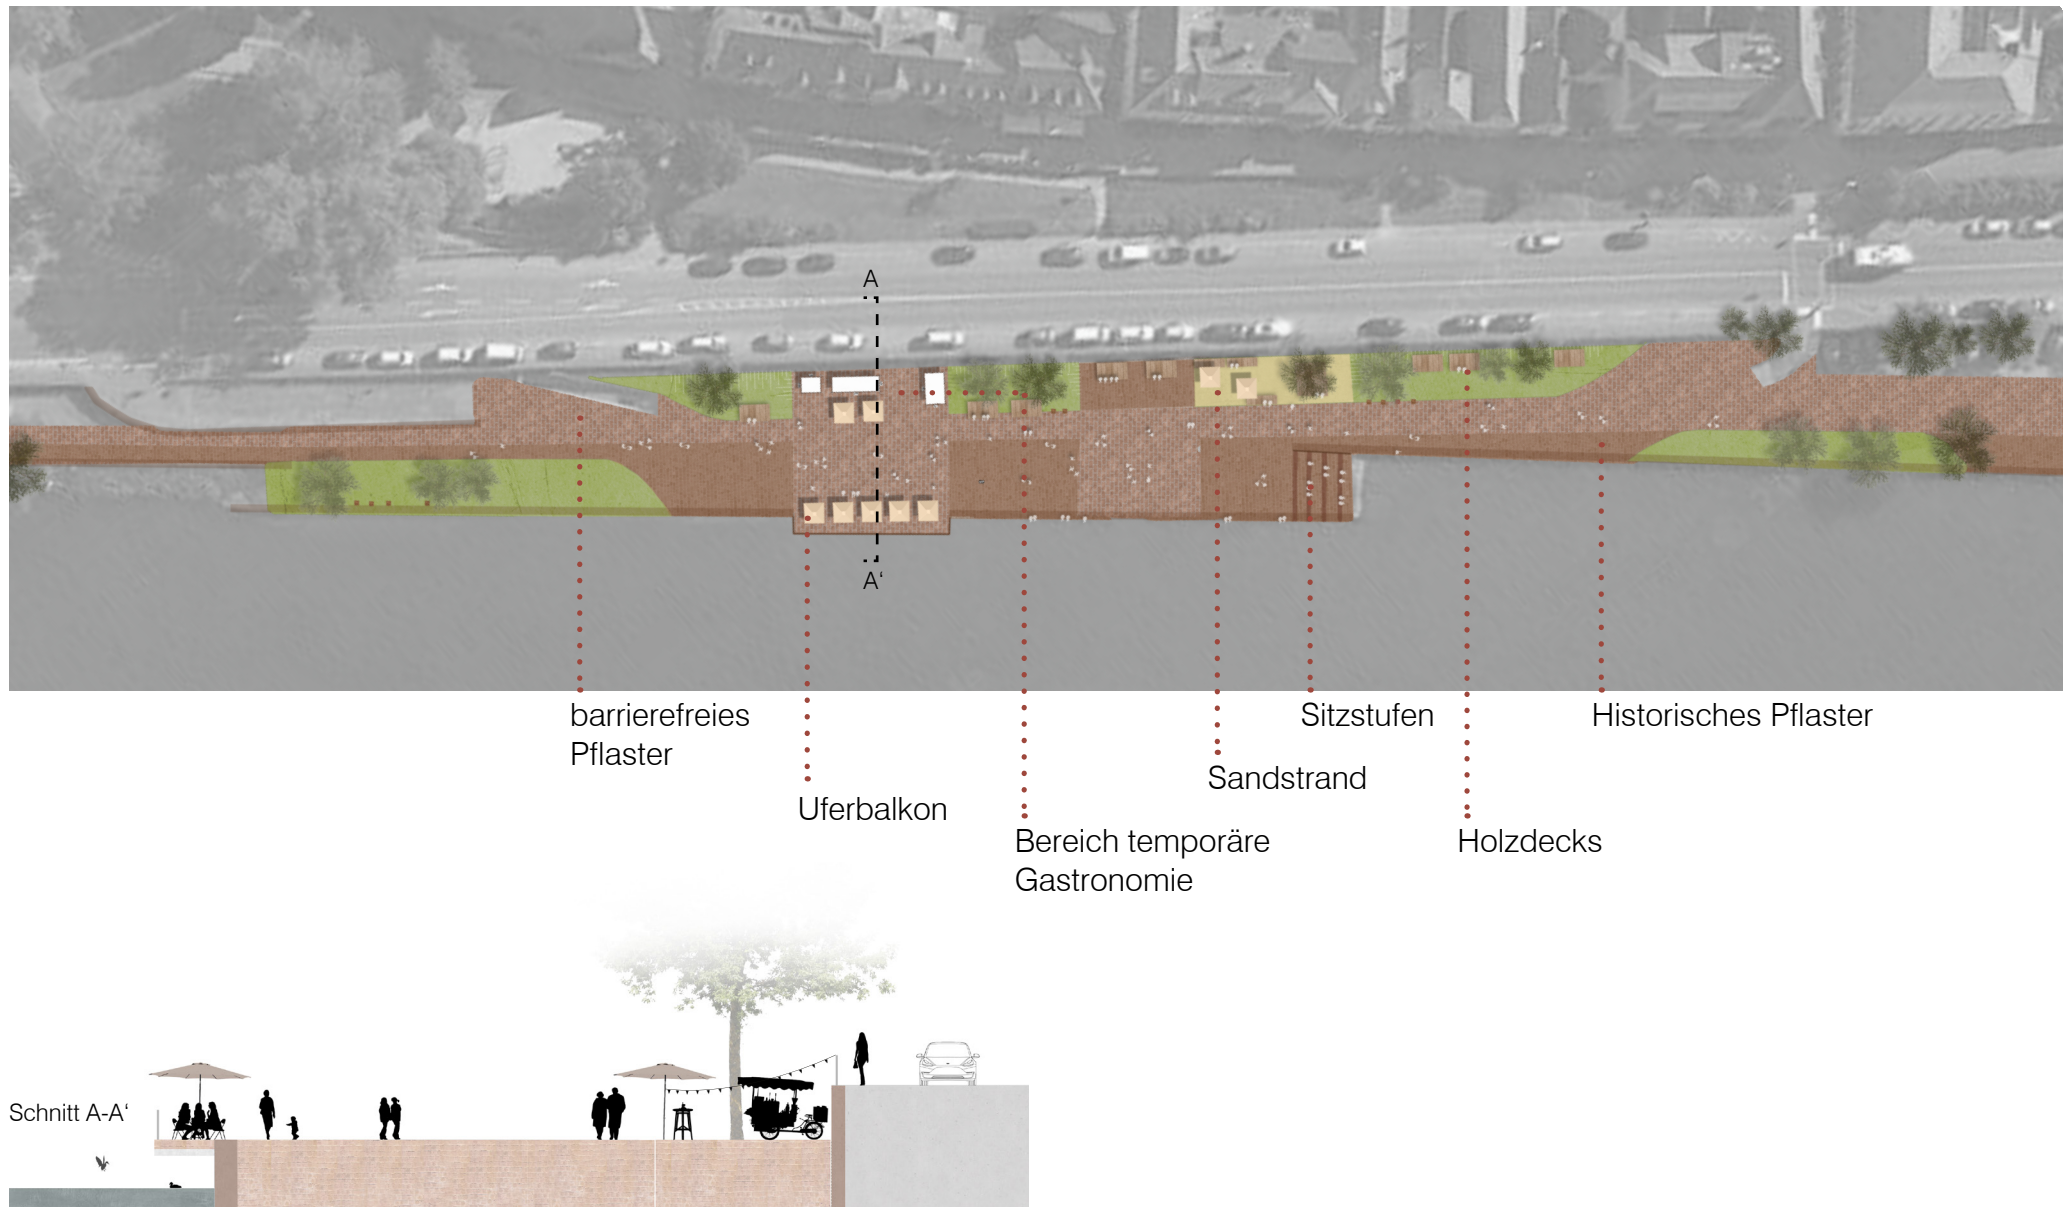 A
A‘
barrierefreies
Pflaster
Uferbalkon
Bereich temporäre
Gastronomie
Sandstrand
Sitzstufen
Holzdecks
Historisches Pflaster
Schnitt A-A‘